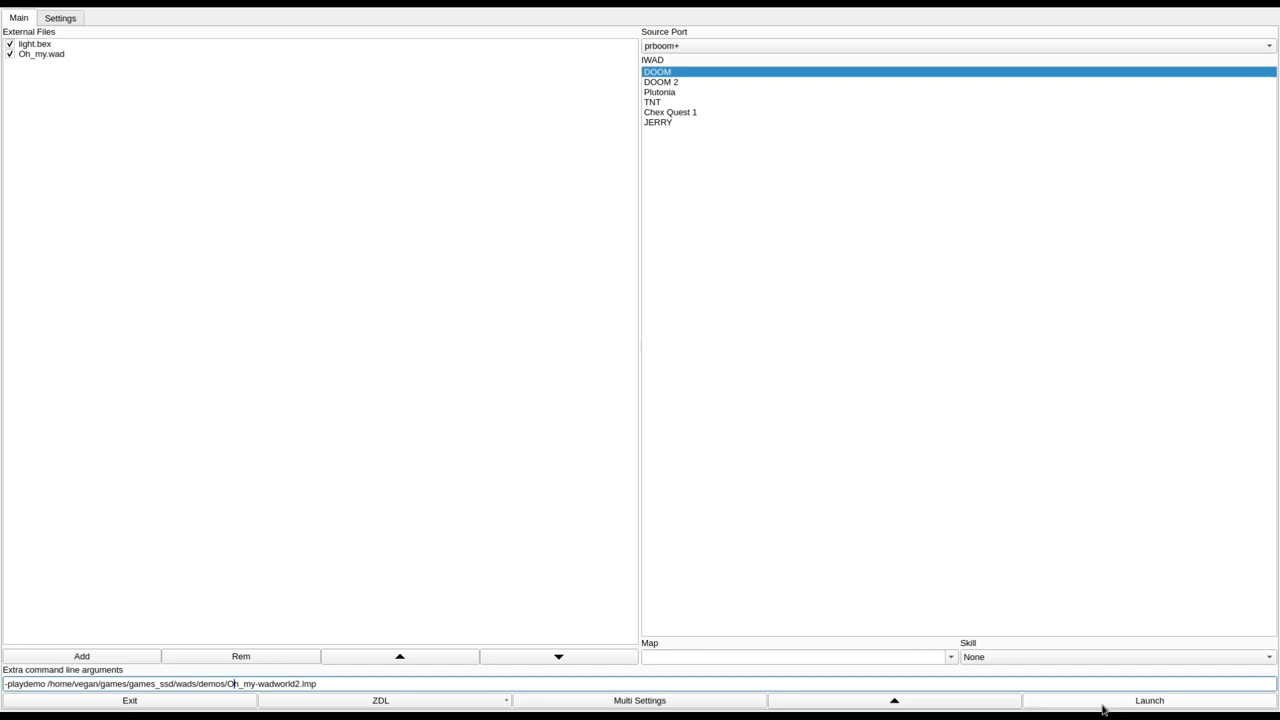 Main Settings
External Files
light.bex
Oh_my.wad
Source Port
prboom+
IWAD
DOOM
DOOM 2
Plutonia
TNT
Chex Quest 1
JERRY
Map Skill
None
Add Rem
Extra command line arguments
-playdemo /home/vegan/games/games_ssd/wads/demos/Oh_my-wadworld2.lmp
Exit ZDL Multi Settings Launch